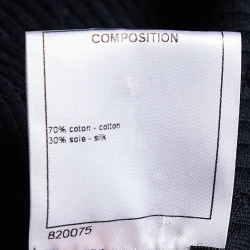 COMPOSITION
70% coton - cotton
30% soie - silk
820075